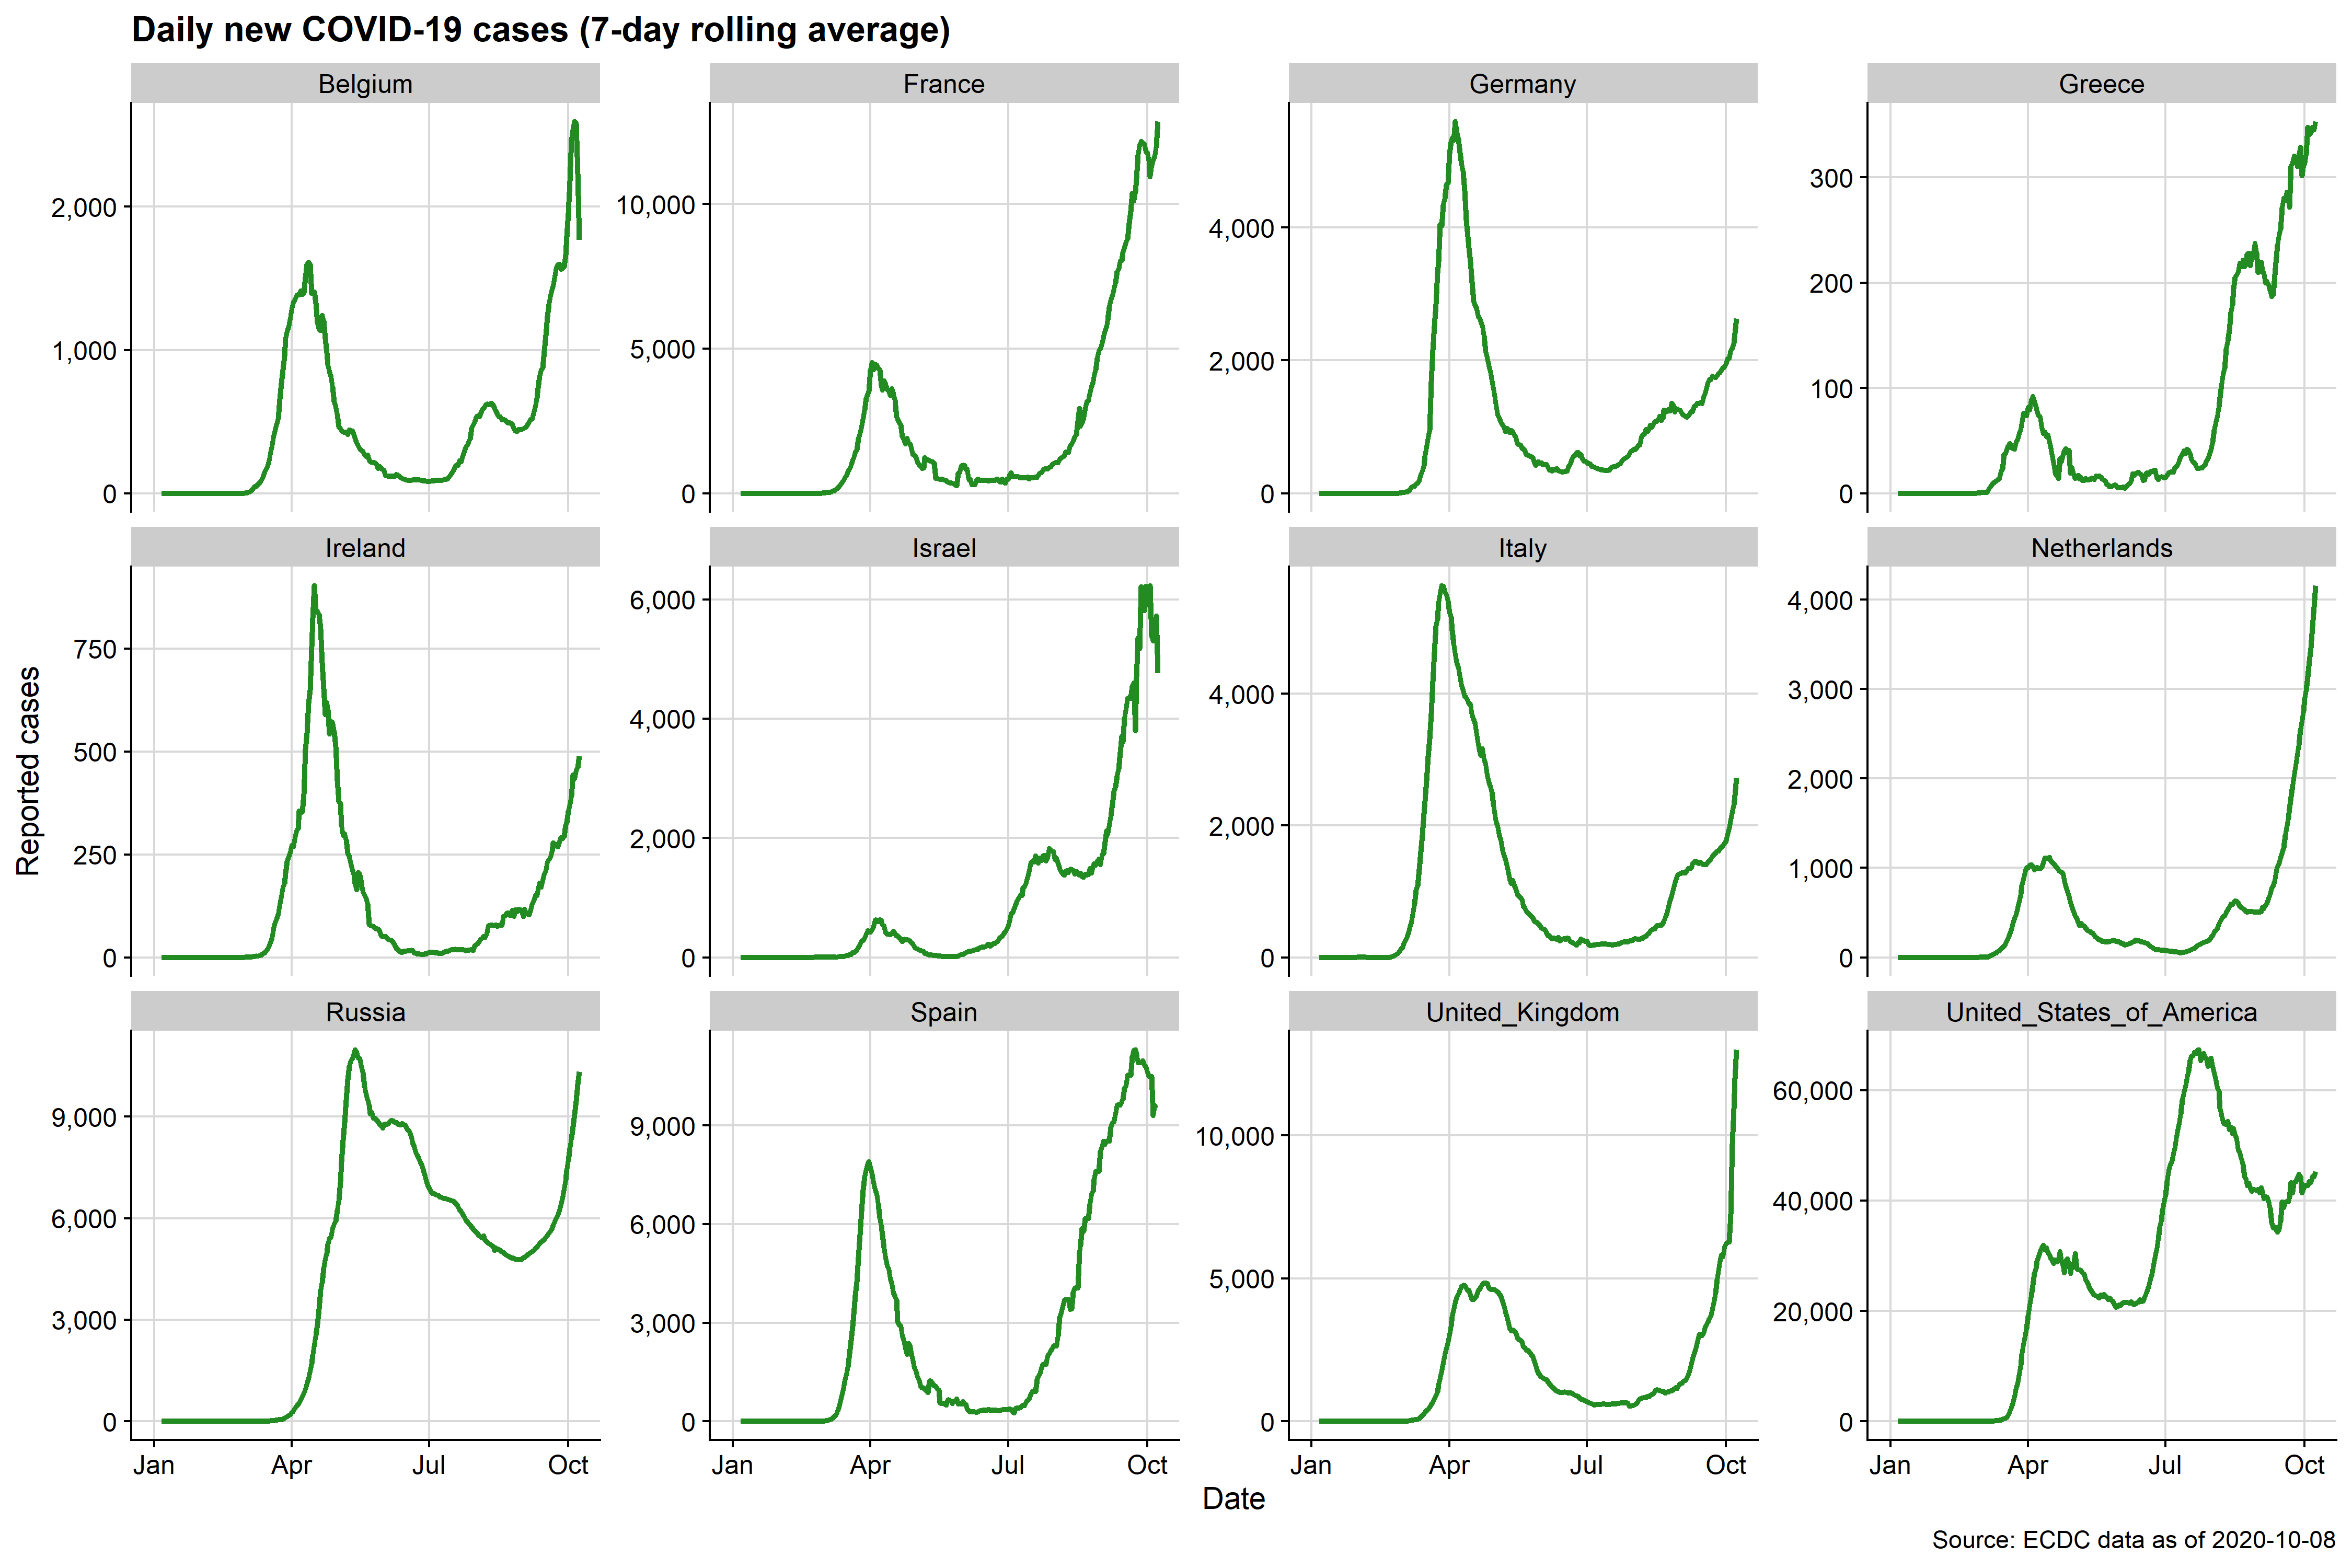 Daily new COVID-19 cases (7-day rolling average)
Belgium
France
Germany
Greece
2,000
1,000
0
10,000
5,000
0
4,000
2,000
0
300
200
100
0
Ireland
Israel
Italy
Netherlands
750
500
250
0
6,000
4,000
2,000
0
4,000
2,000
0
4,000
3,000
2,000
1,000
0
Reported cases
Russia
Spain
United_Kingdom
United_States_of_America
9,000
6,000
3,000
0
9,000
6,000
3,000
0
10,000
5,000
0
60,000
40,000
20,000
0
Jan Apr Jul Oct
Jan Apr Jul Oct
Jan Apr Jul Oct
Jan Apr Jul Oct
Date
Source: ECDC data as of 2020-10-08